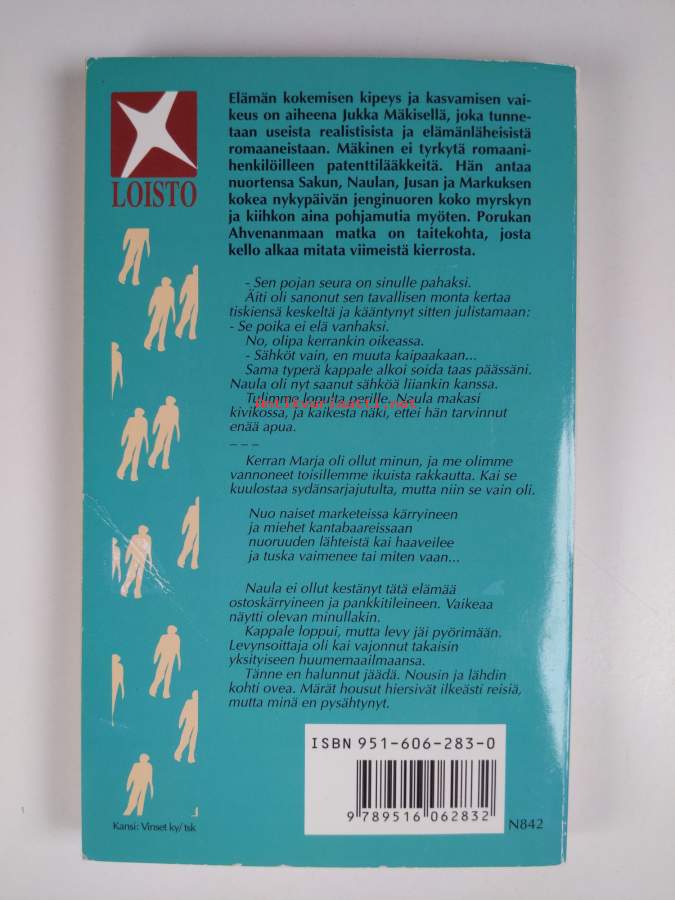 LOISTO
Elämän kokemisen kipeys ja kasvamisen vai-
keus on aiheena Jukka Mäkisellä, joka tunne-
taan useista realistisista ja elämänläheisistä
romaaneistaan. Mäkinen ei tyrkytä romaani-
henkilöilleen patenttilääkkeitä. Hän antaa
nuortensa Sakun, Naulan, Jusan ja Markuksen
kokea nykypäivän jenginuoren koko myrskyn
ja kiihkon aina pohjamutia myöten. Porukan
Ahvenanmaan matka on taitekohta, josta
kello alkaa mitata viimeistä kierrosta.
- Sen pojan seura on sinulle pahaksi.
Äiti oli sanonut sen tavallisen monta kertaa
tiskiensä keskeltä ja kääntynyt sitten julistamaan:
- Se poika ei elä vanhaksi.
No, olipa kerrankin oikeassa.
- Sähköt vain, en muuta kaipaakaan...
Sama typerä kappale alkoi soida taas päässäni.
Naula oli nyt saanut sähköä liiankin kanssa.
Tulimme lopulta perille. Naula makasi
antikvariaatti.net
kivikossa, ja kaikesta näki, ettei hän tarvinnut
enää apua.
– – –
Kerran Marja oli ollut minun, ja me olimme
vannoneet toisillemme ikuista rakkautta. Kai se
kuulostaa sydänsarjajutulta, mutta niin se vain oli.
Nuo naiset marketeissa kärryineen
ja miehet kantabaareissaan
nuoruuden lähteistä kai haaveilee
ja tuska vaimenee tai miten vaan...
Naula ei ollut kestänyt tätä elämää
ostoskärryineen ja pankkitileineen. Vaikeaa
näytti olevan minullakin.
Kappale loppui, mutta levy jäi pyörimään.
Levynsoittaja oli kai vajonnut takaisin
yksityiseen huumemaailmaansa.
Tänne en halunnut jäädä. Nousin ja lähdin
kohti ovea. Märät housut hiersivät ilkeästi reisiä,
mutta minä en pysähtynyt.
ISBN 951-606-283-0
9 789516 062832
N842
Kansi: Vinset ky/ tsk